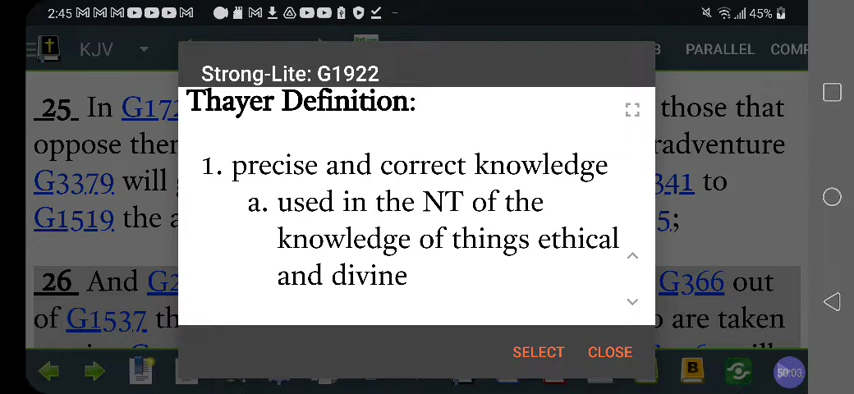 2:45 45%
KJV PARALLEL
Strong-Lite: G1922
Thayer Definition:
25 In those that
oppose radventure
G3379 will 341 to
G1519 the 5;
1. precise and correct knowledge
a. used in the NT of the
knowledge of things ethical
and divine
26 And G366 out
of G1537 are taken
SELECT CLOSE
B 50:03